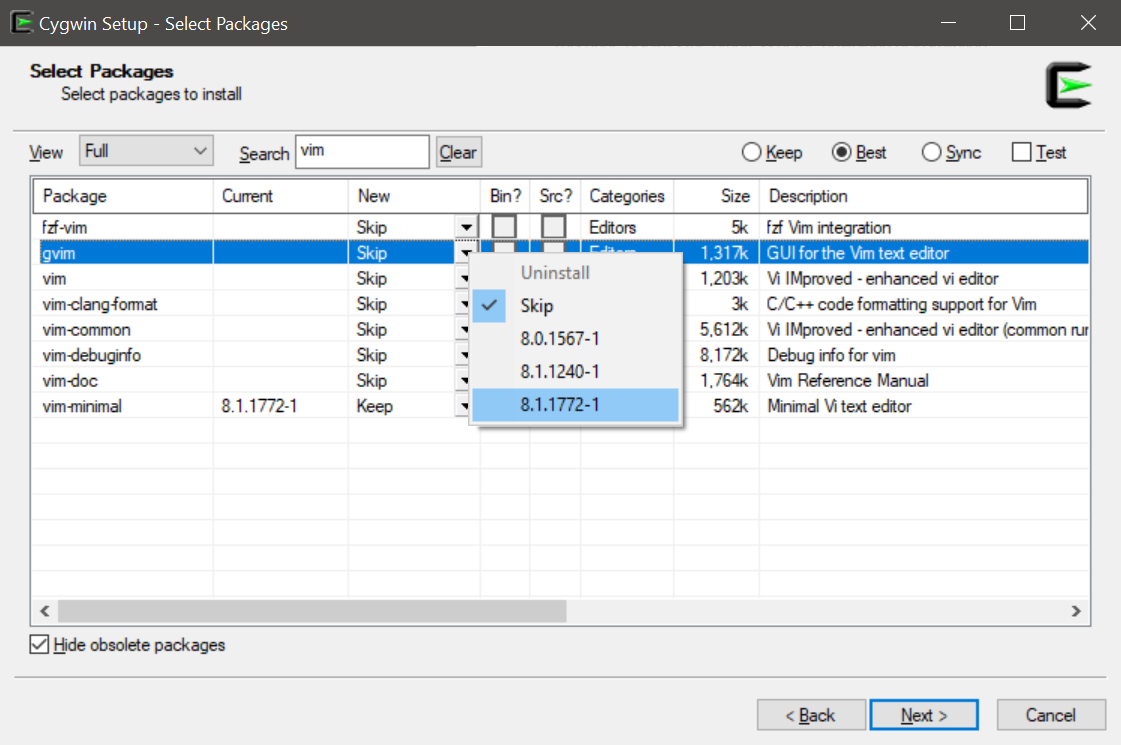 Cygwin Setup - Select Packages
Select Packages
Select packages to install
View Full Search vim Clear Keep Best Sync Test
Package Current New Bin? Src? Categories Size Description
fzf-vim Skip Editors 5k fzf Vim integration
gvim Skip Editors 1,317k GUI for the Vim text editor
Uninstall
vim Skip 1,203k Vi IMproved - enhanced vi editor
vim-clang-format Skip 3k C/C++ code formatting support for Vim
Skip
vim-common Skip 5,612k Vi IMproved - enhanced vi editor (common rur
8.0.1567-1
vim-debuginfo Skip 8,172k Debug info for vim
8.1.1240-1
vim-doc Skip 1,764k Vim Reference Manual
vim-minimal 8.1.1772-1 Keep 562k Minimal Vi text editor
8.1.1772-1
Hide obsolete packages
< Back Next > Cancel